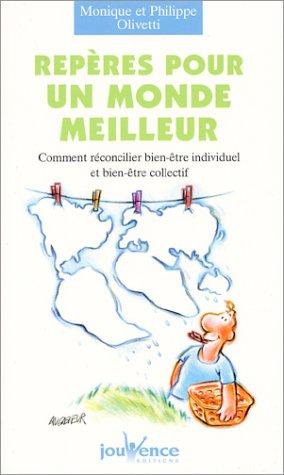 Monique et Philippe
Olivetti
REPÈRES POUR
UN MONDE
MEILLEUR
Comment réconcilier bien-être individuel
et bien-être collectif
jouVence
EDITIONS